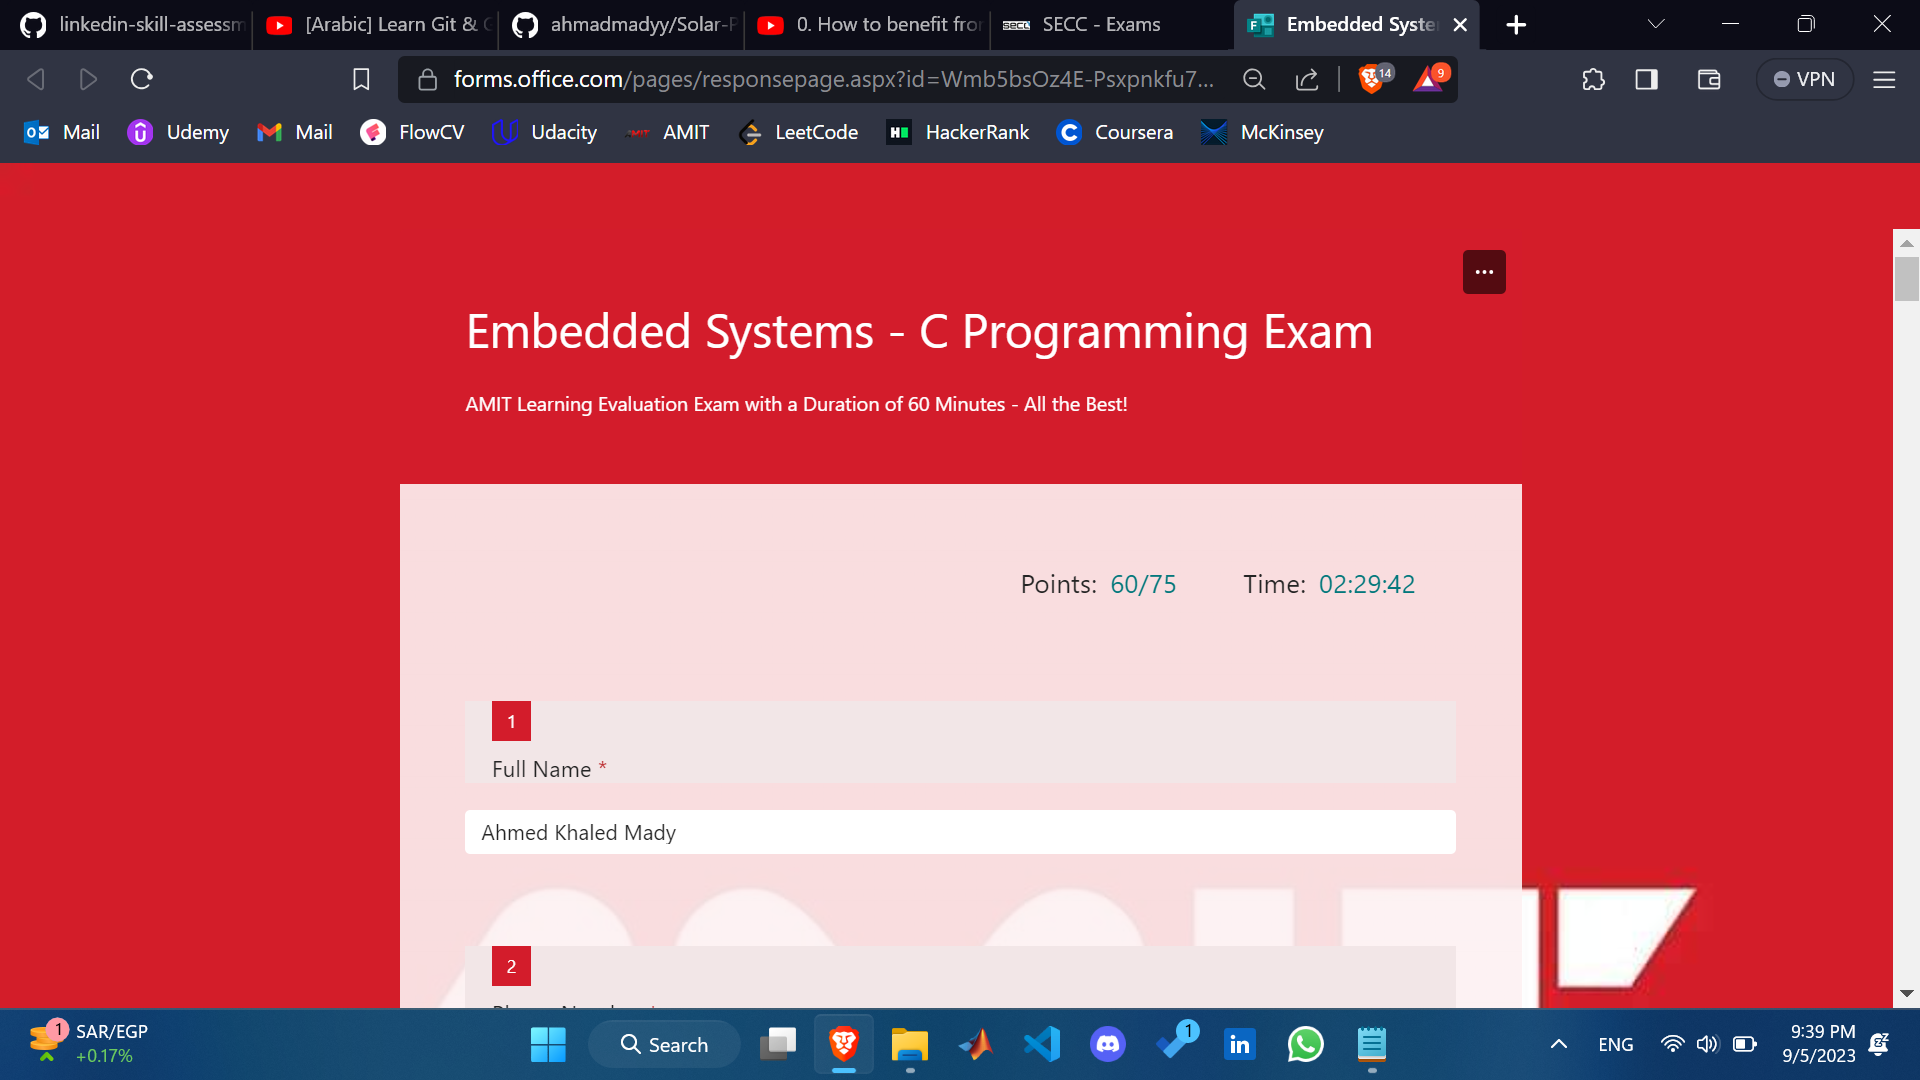 linkedin-skill-assessm
[Arabic] Learn Git &
ahmadmadyy/Solar-P
0. How to benefit fror
SECC - Exams
Embedded Syste
forms.office.com/pages/responsepage.aspx?id=Wmb5bsOz4E-Psxpnkfu7...
14
9
VPN
Mail
Udemy
Mail
FlowCV
Udacity
AMIT
LeetCode
HackerRank
Coursera
McKinsey
Embedded Systems - C Programming Exam
AMIT Learning Evaluation Exam with a Duration of 60 Minutes - All the Best!
Points: 60/75
Time: 02:29:42
1
Full Name *
Ahmed Khaled Mady
2
1
SAR/EGP
+0.17%
Search
1
ENG
9:39 PM
9/5/2023